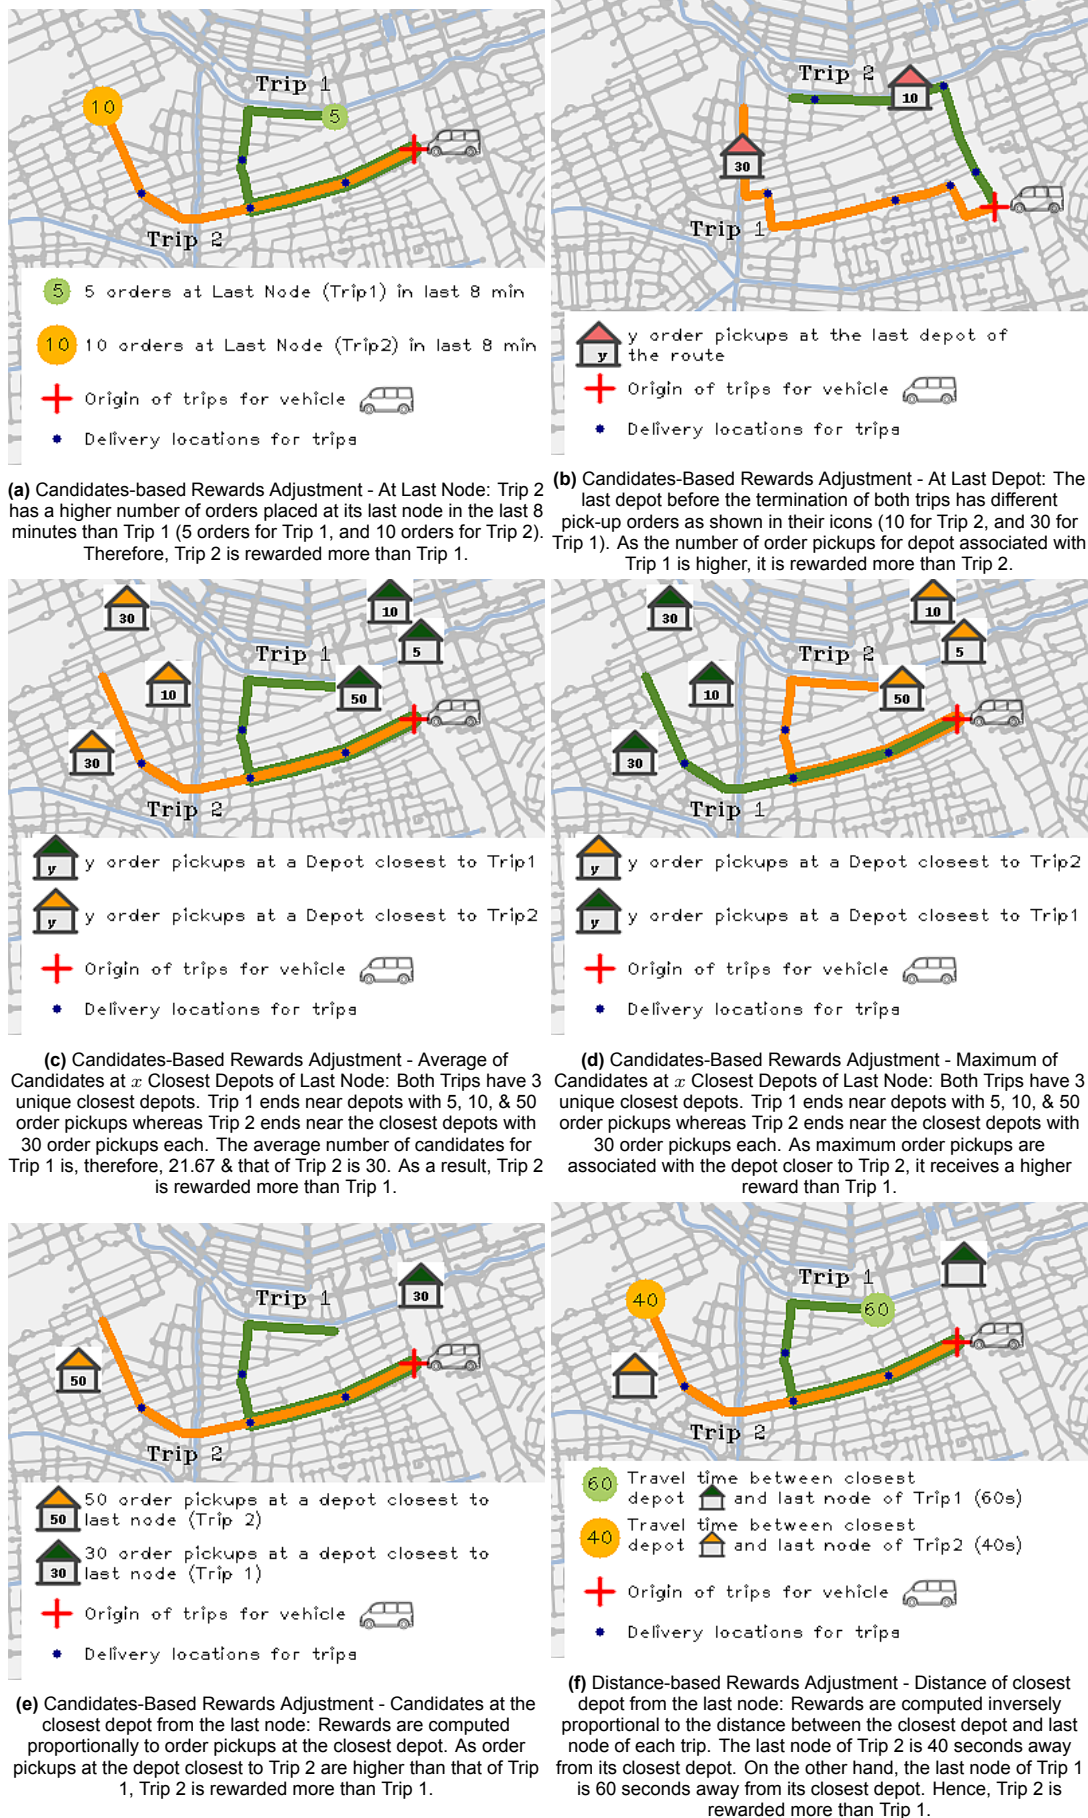 Trip 1
10
5
Trip 2
5 5 orders at Last Node (Trip1) in last 8 min
10 10 orders at Last Node (Trip2) in last 8 min
Origin of trips for vehicle
Delivery locations for trips
(a) Candidates-based Rewards Adjustment - At Last Node: Trip 2
has a higher number of orders placed at its last node in the last 8
minutes than Trip 1 (5 orders for Trip 1, and 10 orders for Trip 2).
Therefore, Trip 2 is rewarded more than Trip 1.
Trip 2
10
30
Trip 1
y order pickups at the last depot of
y the route
Origin of trips for vehicle
Delivery locations for trips
(b) Candidates-Based Rewards Adjustment - At Last Depot: The
last depot before the termination of both trips has different
pick-up orders as shown in their icons (10 for Trip 2, and 30 for
Trip 1). As the number of order pickups for depot associated with
Trip 1 is higher, it is rewarded more than Trip 2.
30
10
5
Trip 1
10
50
30
Trip 2
y y order pickups at a Depot closest to Trip1
y y order pickups at a Depot closest to Trip2
Origin of trips for vehicle
Delivery locations for trips
(c) Candidates-Based Rewards Adjustment - Average of
Candidates at x Closest Depots of Last Node: Both Trips have 3
unique closest depots. Trip 1 ends near depots with 5, 10, & 50
order pickups whereas Trip 2 ends near the closest depots with
30 order pickups each. The average number of candidates for
Trip 1 is, therefore, 21.67 & that of Trip 2 is 30. As a result, Trip 2
is rewarded more than Trip 1.
30
10
5
Trip 2
10
50
30
Trip 1
y y order pickups at a Depot closest to Trip2
y y order pickups at a Depot closest to Trip1
Origin of trips for vehicle
Delivery locations for trips
(d) Candidates-Based Rewards Adjustment - Maximum of
Candidates at x Closest Depots of Last Node: Both Trips have 3
unique closest depots. Trip 1 ends near depots with 5, 10, & 50
order pickups whereas Trip 2 ends near the closest depots with
30 order pickups each. As maximum order pickups are
associated with the depot closer to Trip 2, it receives a higher
reward than Trip 1.
30
Trip 1
50
Trip 2
50 order pickups at a depot closest to
50 last node (Trip 2)
30 order pickups at a depot closest to
30 last node (Trip 1)
Origin of trips for vehicle
Delivery locations for trips
(e) Candidates-Based Rewards Adjustment - Candidates at the
closest depot from the last node: Rewards are computed
proportionally to order pickups at the closest depot. As order
pickups at the depot closest to Trip 2 are higher than that of Trip
1, Trip 2 is rewarded more than Trip 1.
Trip 1
40
60
Trip 2
60 Travel time between closest
depot and last node of Trip1 (60s)
40 Travel time between closest
depot and last node of Trip2 (40s)
Origin of trips for vehicle
Delivery locations for trips
(f) Distance-based Rewards Adjustment - Distance of closest
depot from the last node: Rewards are computed inversely
proportional to the distance between the closest depot and last
node of each trip. The last node of Trip 2 is 40 seconds away
from its closest depot. On the other hand, the last node of Trip 1
is 60 seconds away from its closest depot. Hence, Trip 2 is
rewarded more than Trip 1.